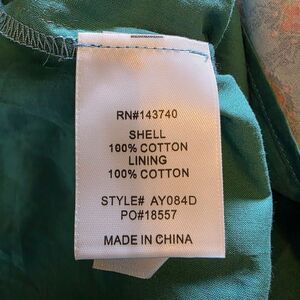 RN#143740
SHELL
100% COTTON
LINING
100% COTTON
STYLE# AY084D
PO#18557
MADE IN CHINA